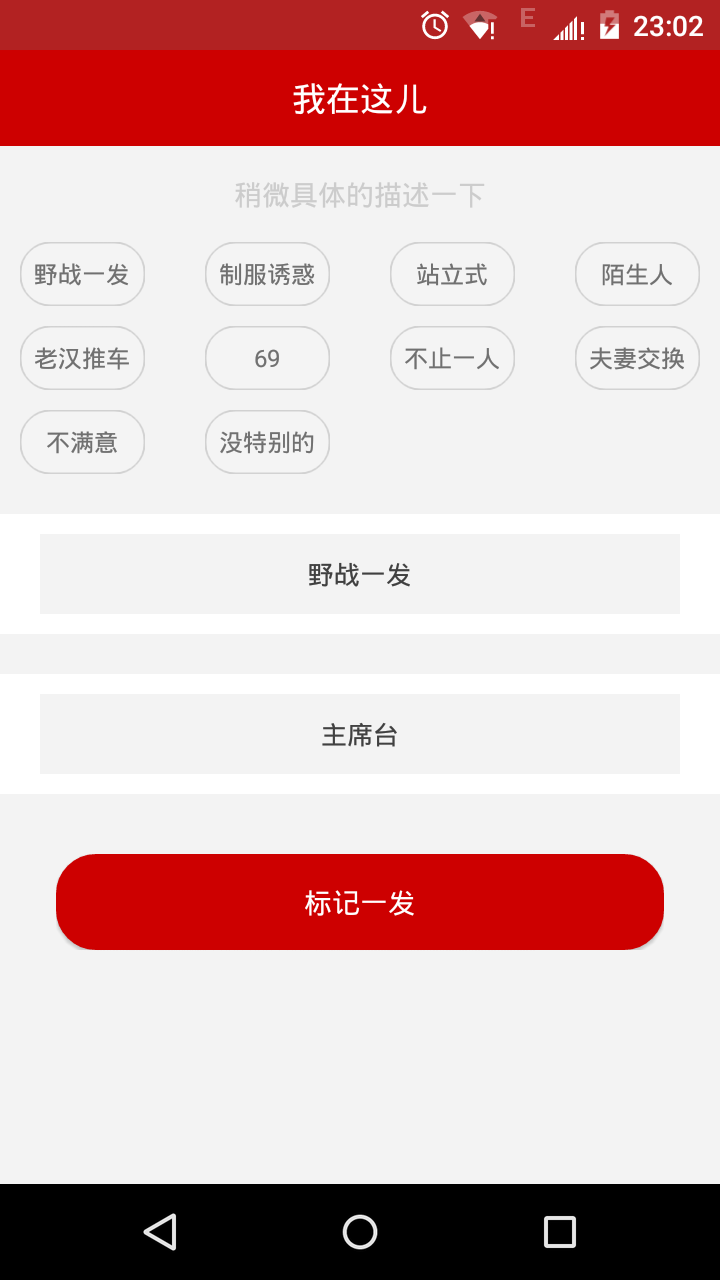 E 23:02
我在这儿
稍微具体的描述一下
野战一发 制服诱惑 站立式 陌生人
老汉推车 69 不止一人 夫妻交换
不满意 没特别的
野战一发
主席台
标记一发